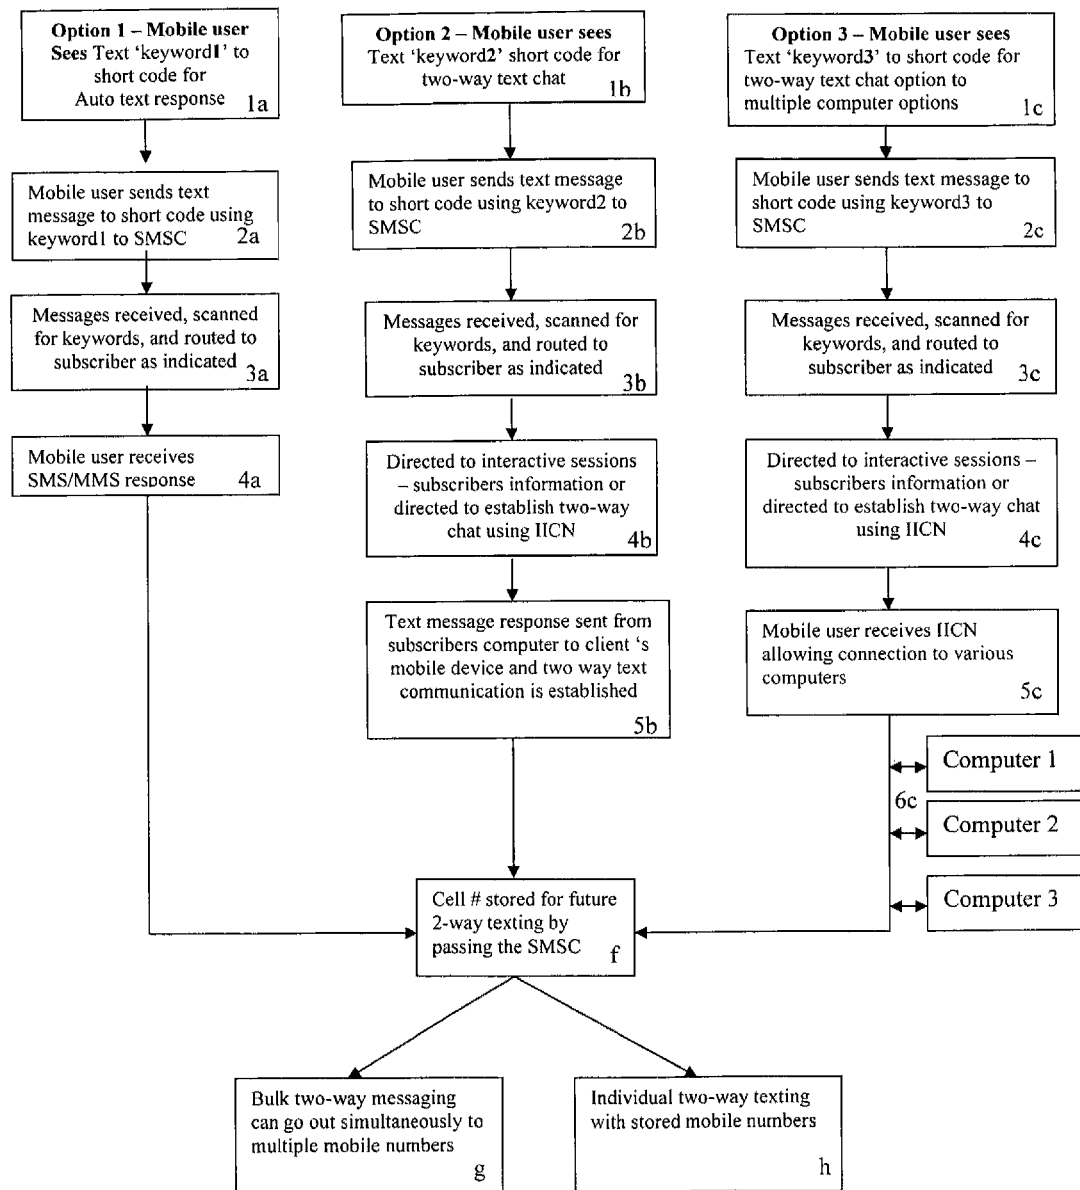 Option 1 – Mobile user
Sees Text ‘keyword1’ to
short code for
Auto text response
1a
Option 2 – Mobile user sees
Text ‘keyword2’ short code for
two-way text chat
1b
Option 3 – Mobile user sees
Text ‘keyword3’ to short code for
two-way text chat option to
multiple computer options
1c
Mobile user sends text
message to short code using
keyword1 to SMSC
2a
Mobile user sends text message
to short code using keyword2 to
SMSC
2b
Mobile user sends text message to
short code using keyword3 to
SMSC
2c
Messages received, scanned
for keywords, and routed to
subscriber as indicated
3a
Messages received, scanned for
keywords, and routed to
subscriber as indicated
3b
Messages received, scanned for
keywords, and routed to
subscriber as indicated
3c
Mobile user receives
SMS/MMS response
4a
Directed to interactive sessions
– subscribers information or
directed to establish two-way
chat using IICN
4b
Directed to interactive sessions –
subscribers information or
directed to establish two-way chat
using IICN
4c
Text message response sent from
subscribers computer to client ‘s
mobile device and two way text
communication is established
5b
Mobile user receives IICN
allowing connection to various
computers
5c
Computer 1
6c
Computer 2
Computer 3
Cell # stored for future
2-way texting by
passing the SMSC
f
Bulk two-way messaging
can go out simultaneously to
multiple mobile numbers
g
Individual two-way texting
with stored mobile numbers
h